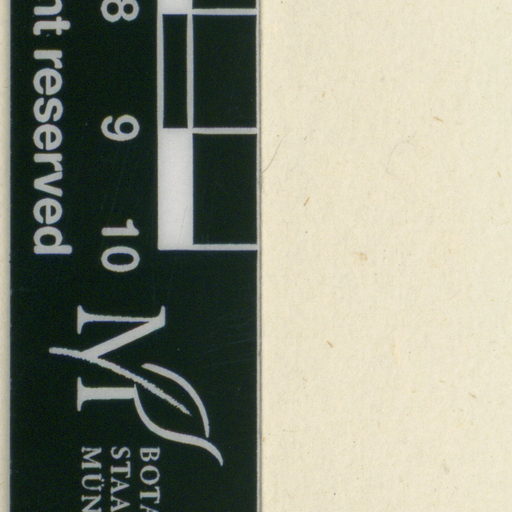 nt reserved
8 9 10
M
BOTA
STAA
MÜN